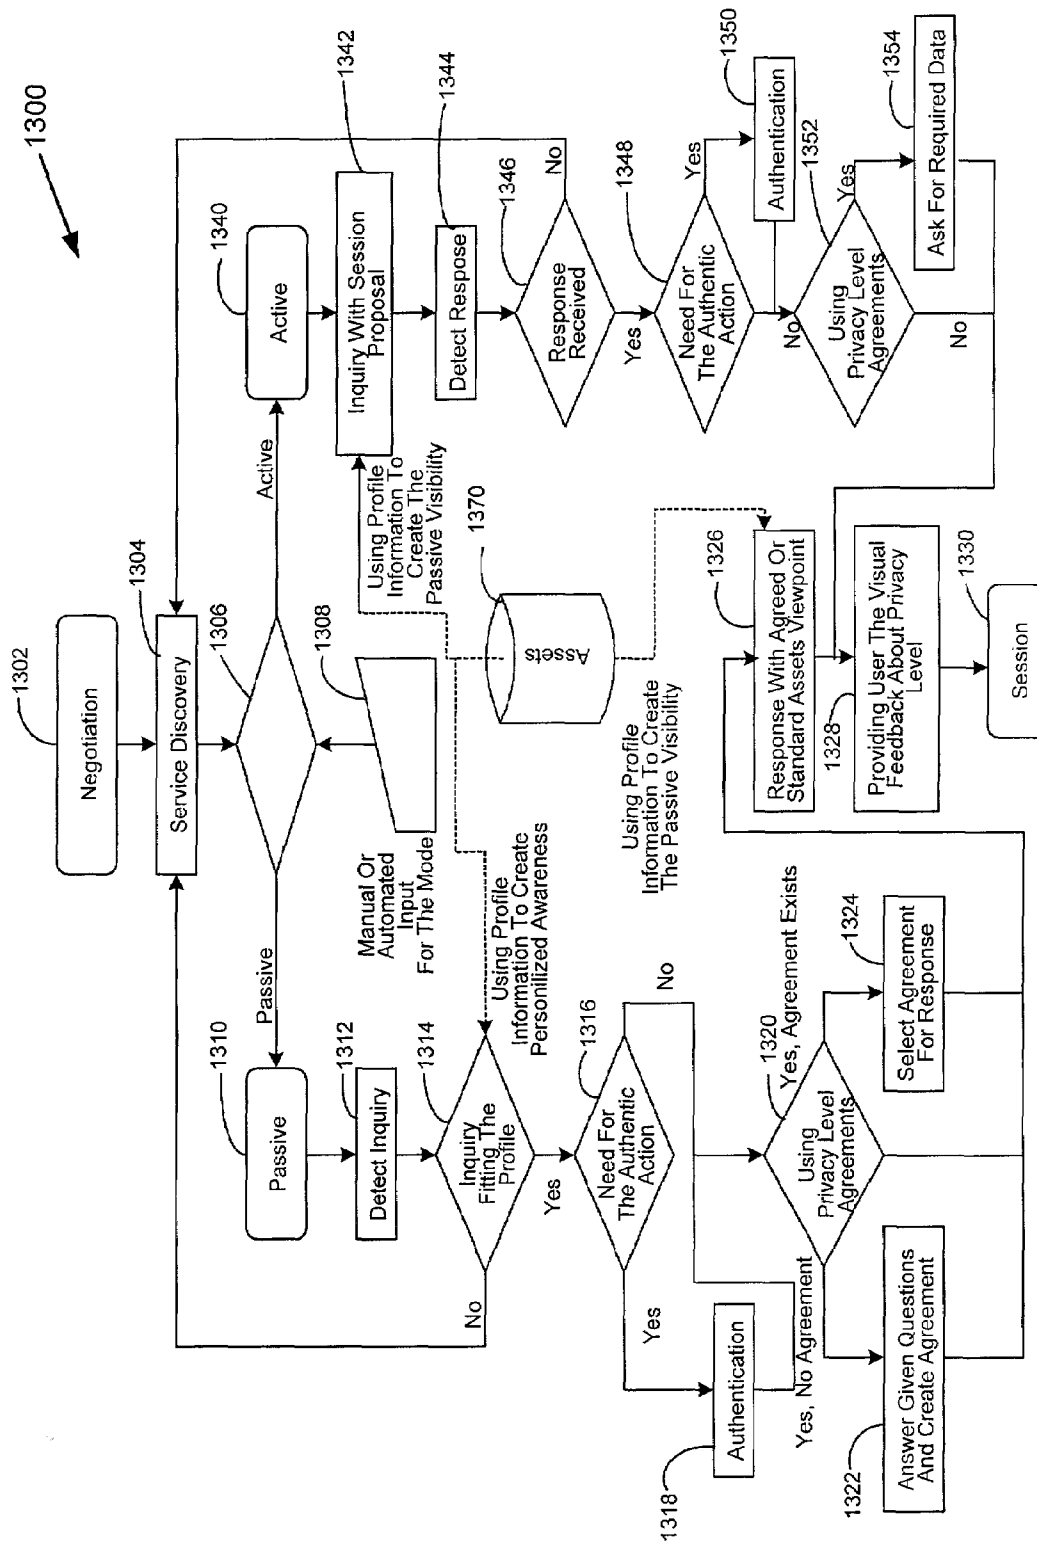 1300
1302
Negotiation
1304
Service Discovery
1306
Passive
Active
1308
Manual Or
Automated
Input
For The Mode
1310
Passive
1312
Detect Inquiry
1314
Inquiry
Fitting The
Profile
No
Yes
Using Profile
Information To Create
Personilized Awareness
1316
Need For
The Authentic
Action
Yes
No
1318
Authentication
1320
Using
Privacy Level
Agreements
Yes, No Agreement
Yes, Agreement Exists
1322
Answer Given Questions
And Create Agreement
1324
Select Agreement
For Response
1340
Active
1342
Inquiry With Session
Proposal
Using Profile
Information To
Create The
Passive Visibility
1344
Detect Respose
1346
Response
Received
No
Yes
1348
Need For
The Authentic
Action
Yes
No
1350
Authentication
1352
Using
Privacy Level
Agreements
Yes
No
1354
Ask For Required Data
1370
Assets
Using Profile
Information To Create
The Passive Visibility
1326
Response With Agreed Or
Standard Assets Viewpoint
1328
Providing User The Visual
Feedback About Privacy
Level
1330
Session